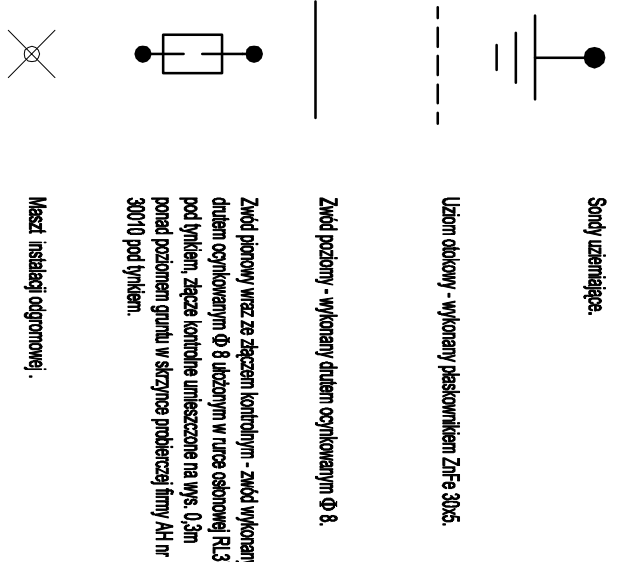 Sondy uziemiające.
Uziom otokowy - wykonany płaskownikiem ZnFe 30x5.
Zwód poziomy - wykonany drutem ocynkowanym Φ 8.
Zwód pionowy wraz ze złączem kontrolnym - zwód wykonany
drutem ocynkowanym Φ 8 ułożonym w rurce osłonowej RL3
pod tynkiem, złącze kontrolne umieszczone na wys. 0,3m
ponad poziomem gruntu w skrzynce probierczej firmy AH nr
30010 pod tynkiem.
Maszt instalacji odgromowej .